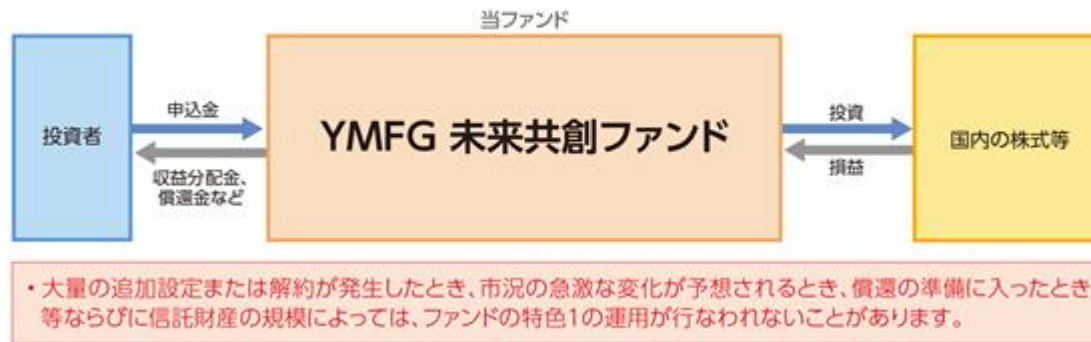 当ファンド
投資者
申込金
収益分配金、
償還金など
YMFG 未来共創ファンド
投資
損益
国内の株式等
・大量の追加設定または解約が発生したとき、市況の急激な変化が予想されるとき、償還の準備に入ったとき
等ならびに信託財産の規模によっては、ファンドの特色1の運用が行なわれないことがあります。